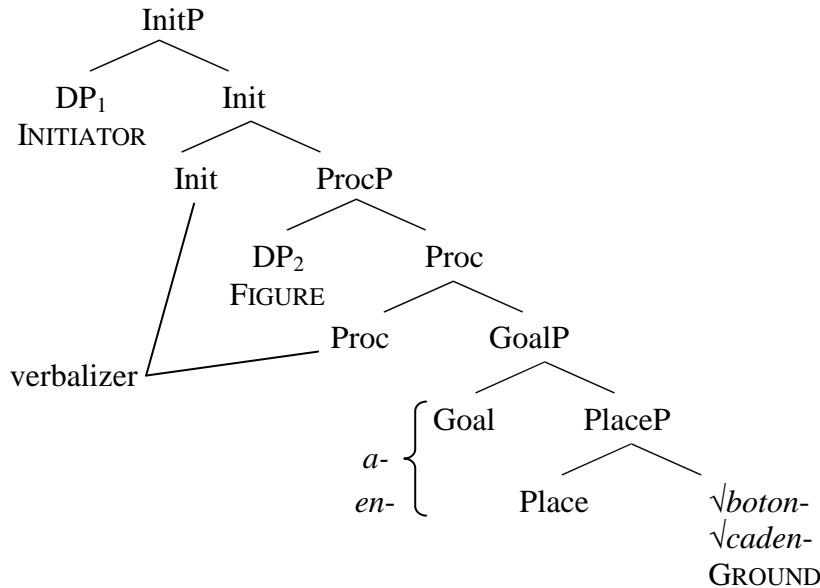 InitP
DP₁ Init
INITIATOR
Init ProcP
DP₂ Proc
FIGURE
Proc GoalP
verbalizer
Goal PlaceP
a-
en- Place √boton-
√caden-
GROUND